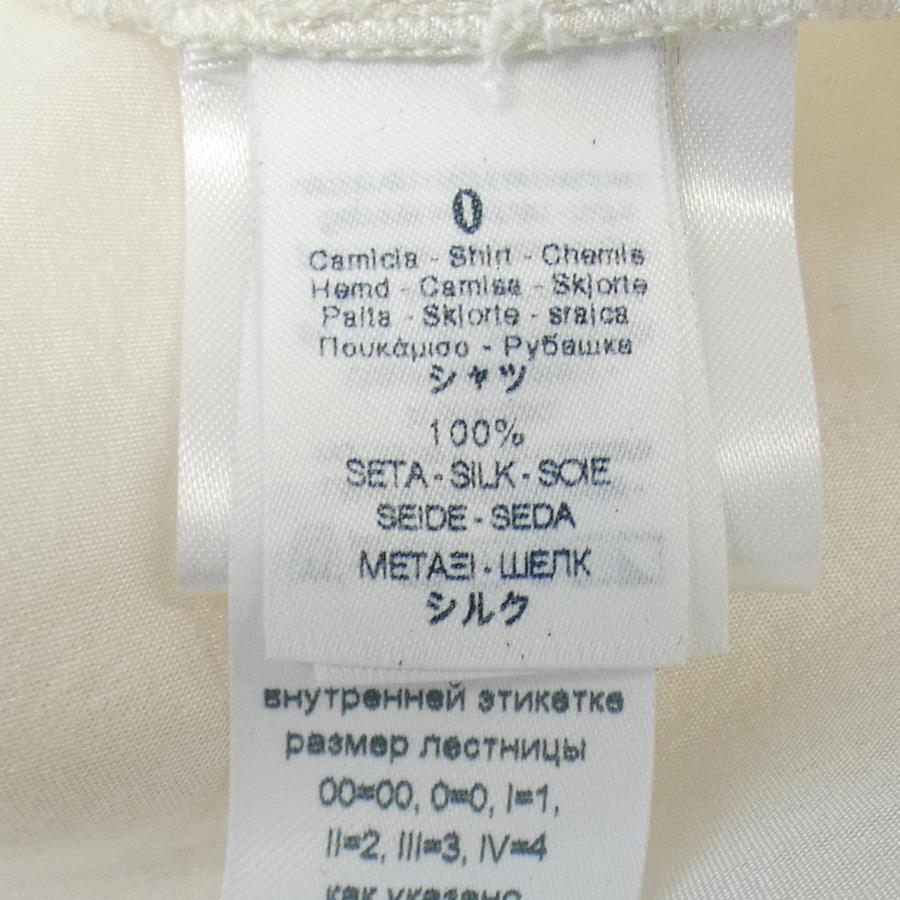 0
Camicia - Shirt - Chemis
Hemd - Camisa - Skjorte
Paita - Skjorte - sraica
Πουκάμισο - Рубашка
シャツ
100%
SETA - SILK - SOIE
SEIDE - SEDA
ΜΕΤΑΞΙ - ШЕЛК
シルク
внутренней этикетке
размер лестницы
00=00, 0=0, I=1,
II=2, III=3, IV=4
как указано